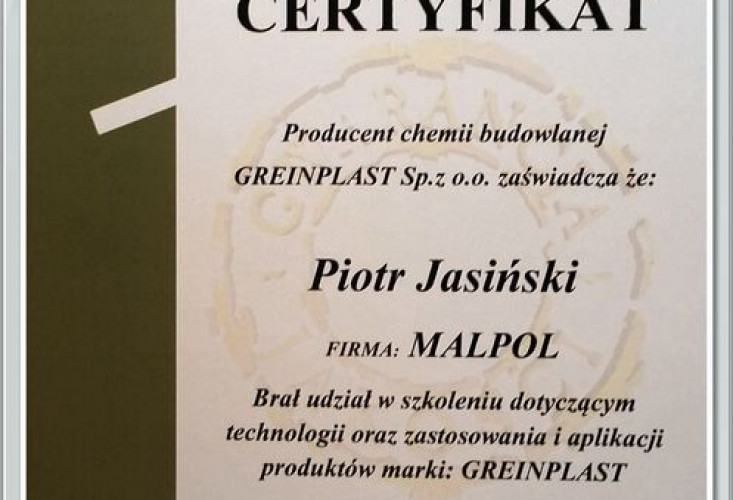 CERTYFIKAT
Producent chemii budowlanej
GREINPLAST Sp.z o.o. zaświadcza że:
Piotr Jasiński
FIRMA: MALPOL
Brał udział w szkoleniu dotyczącym
technologii oraz zastosowania i aplikacji
produktów marki: GREINPLAST